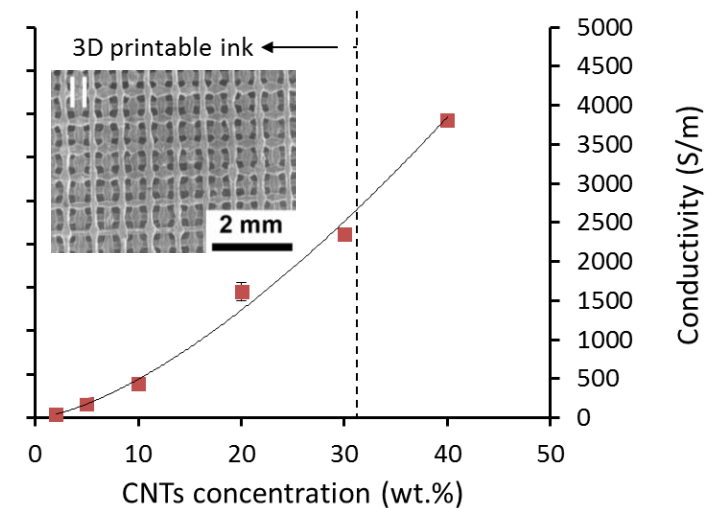 3D printable ink
2 mm
5000
4500
4000
3500
3000
2500
2000
1500
1000
500
0
Conductivity (S/m)
0 10 20 30 40 50
CNTs concentration (wt.%)